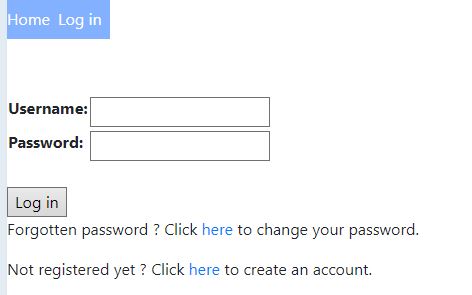 Home Log in
Username:
Password:
Log in
Forgotten password ? Click here to change your password.
Not registered yet ? Click here to create an account.